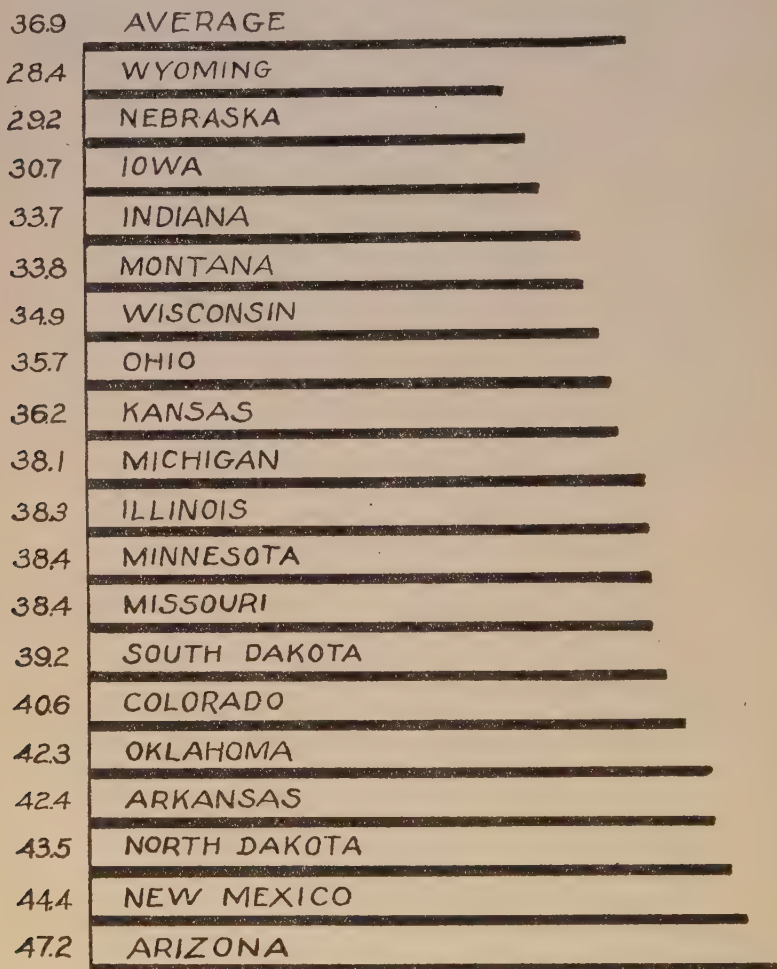 36.9 AVERAGE
28.4 WYOMING
29.2 NEBRASKA
30.7 IOWA
33.7 INDIANA
33.8 MONTANA
34.9 WISCONSIN
35.7 OHIO
36.2 KANSAS
38.1 MICHIGAN
38.3 ILLINOIS
38.4 MINNESOTA
38.4 MISSOURI
39.2 SOUTH DAKOTA
40.6 COLORADO
42.3 OKLAHOMA
42.4 ARKANSAS
43.5 NORTH DAKOTA
44.4 NEW MEXICO
47.2 ARIZONA